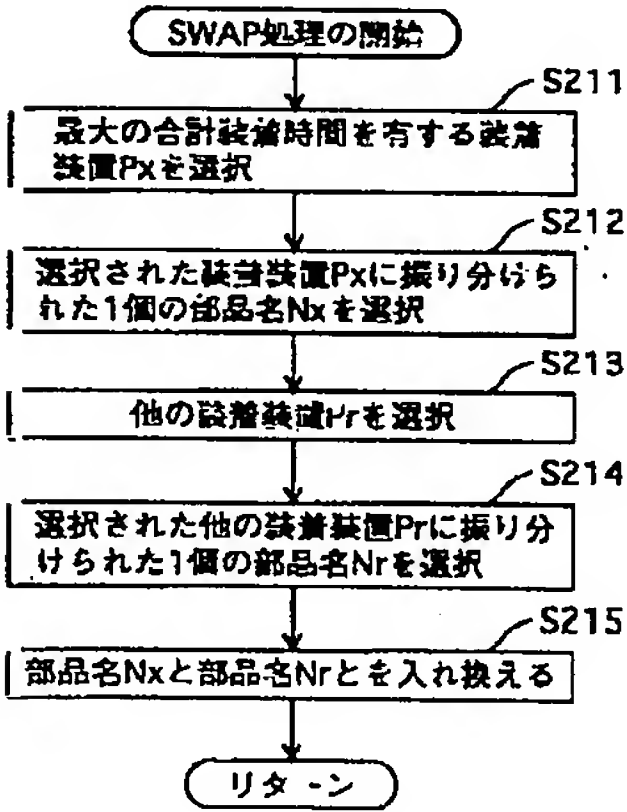 SWAP処理の開始
S211
最大の合計装着時間を有する装着
装置Pxを選択
S212
選択された装着装置Pxに振り分けら
れた1個の部品名Nxを選択
S213
他の装着装置Prを選択
S214
選択された他の装着装置Prに振り分
けられた1個の部品名Nrを選択
S215
部品名Nxと部品名Nrとを入れ換える
リターン